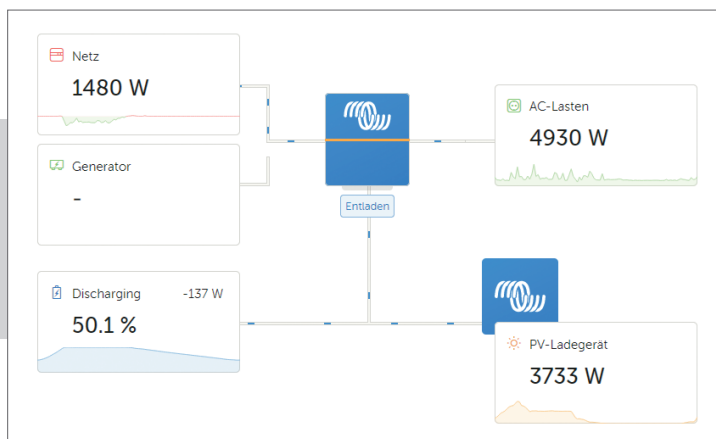 Netz
1480 W
Generator
-
Discharging -137 W
50.1 %
Entladen
AC-Lasten
4930 W
PV-Ladegerät
3733 W